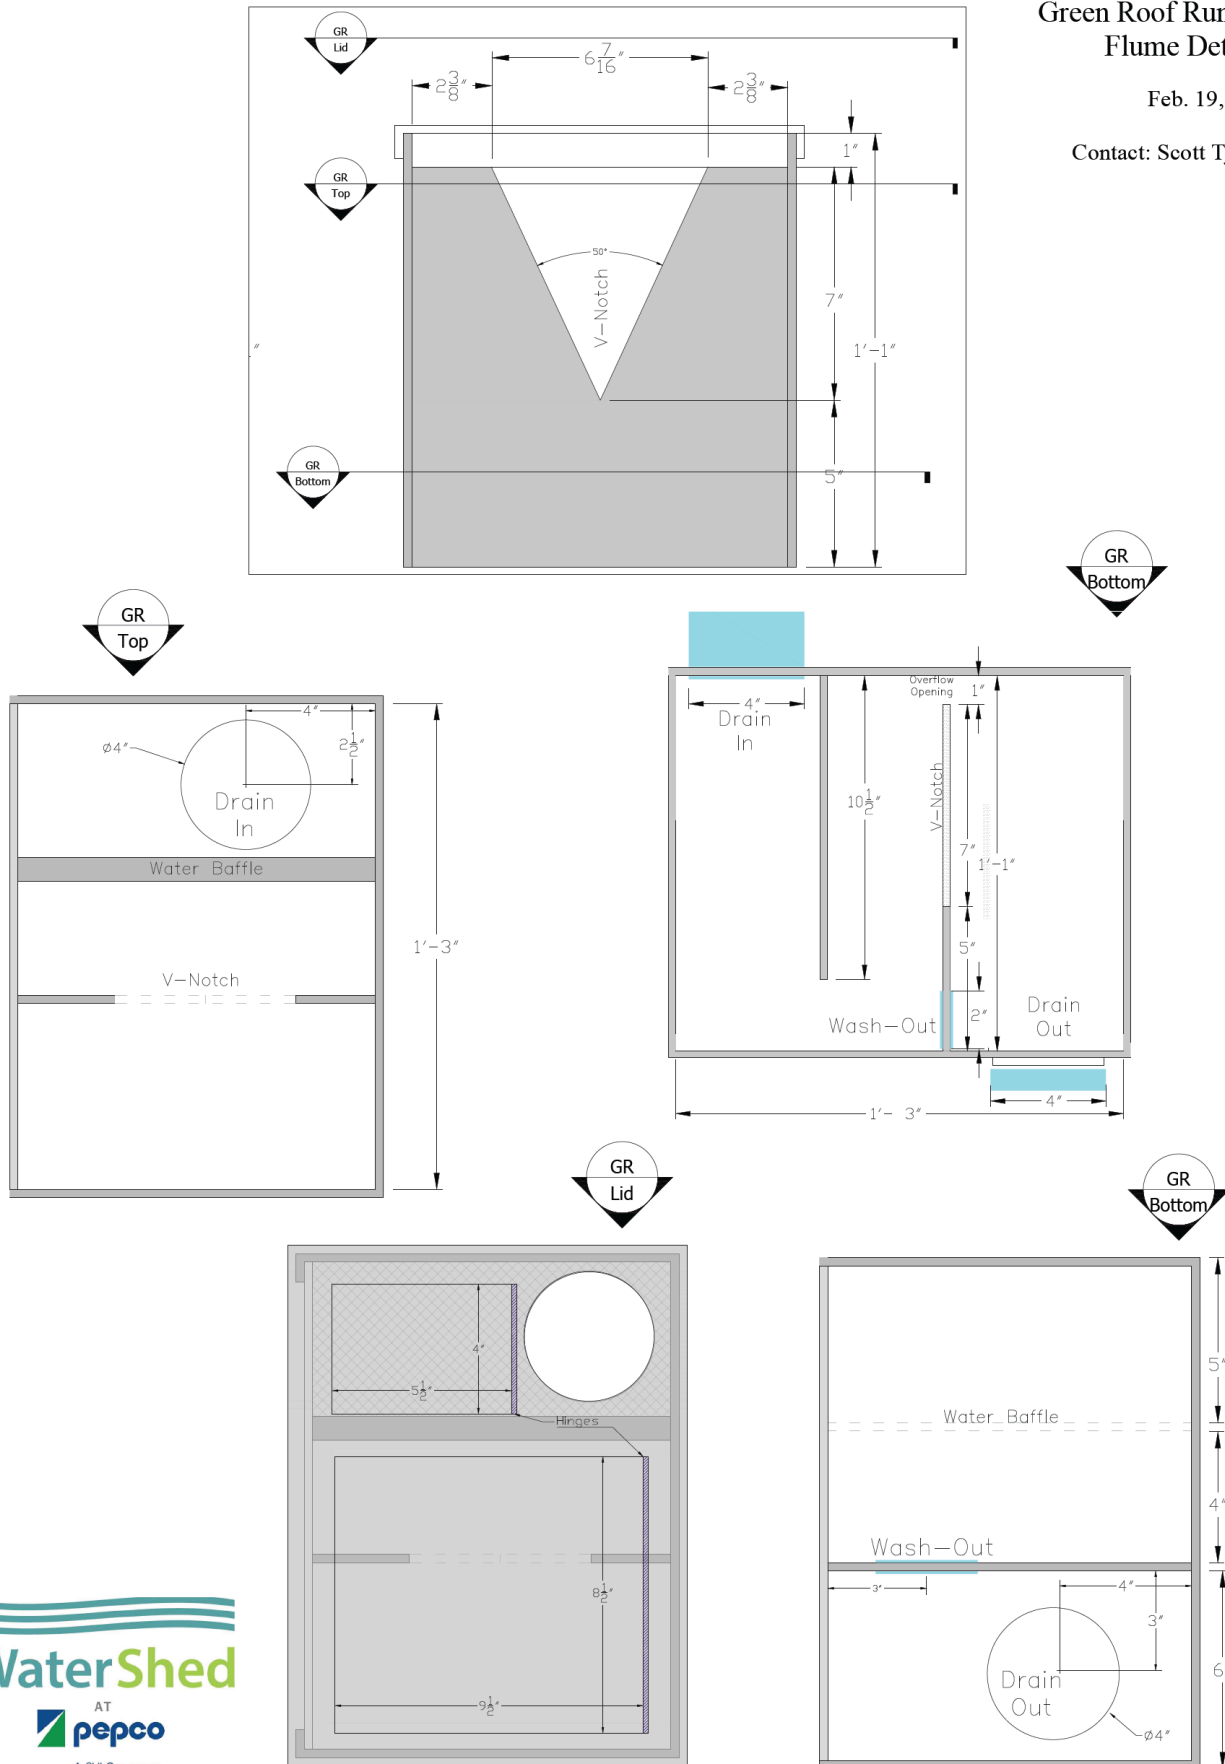 Green Roof Run
Flume Det
Feb. 19,
Contact: Scott T
GR
Lid
6 7/16"
2 3/8"
2 3/8"
1"
GR
Top
50°
V-Notch
7"
1'-1"
"
GR
Bottom
5"
GR
Bottom
GR
Top
4"
2 1/2"
ø4"
Drain
In
Water Baffle
V-Notch
1'-3"
Overflow
Opening
1"
4"
Drain
In
10 1/2"
V-Notch
7"
1'-1"
5"
2"
Wash-Out
Drain
Out
4"
1'- 3"
GR
Lid
4"
5 1/2"
Hinges
8 1/2"
9 1/2"
GR
Bottom
5"
Water Baffle
4"
Wash-Out
3"
4"
3"
6
Drain
Out
ø4"
WaterShed
AT
pepco